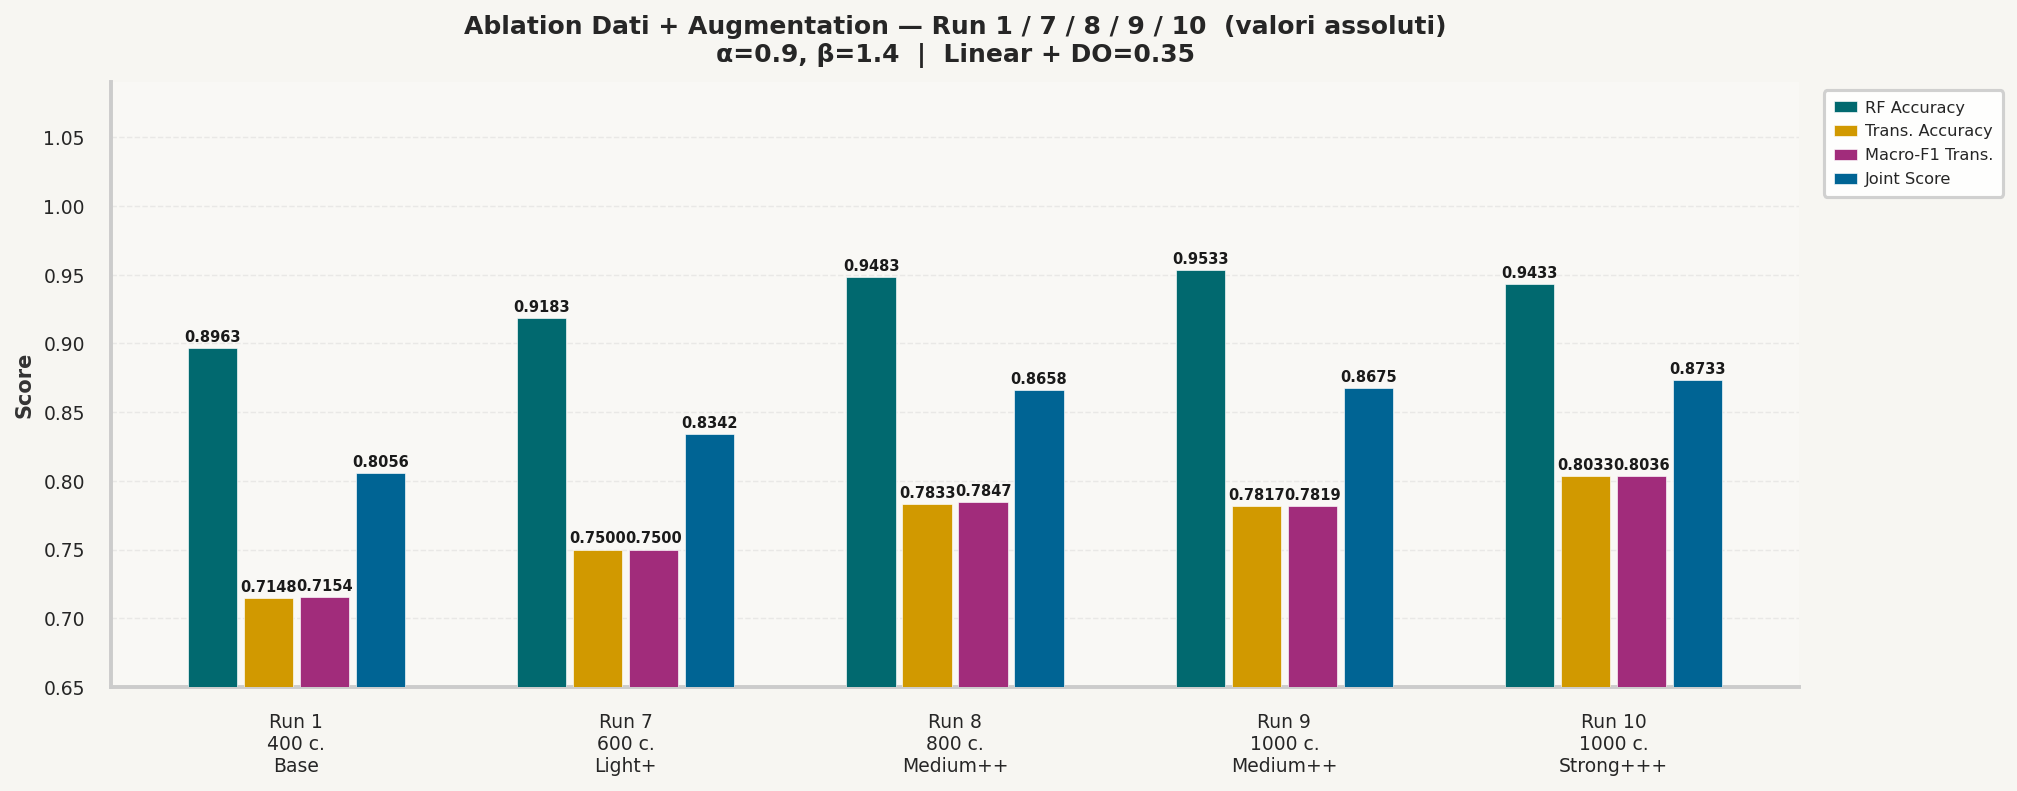 Ablation Dati + Augmentation — Run 1 / 7 / 8 / 9 / 10  (valori assoluti)
α=0.9, β=1.4  |  Linear + DO=0.35
RF Accuracy
Trans. Accuracy
Macro-F1 Trans.
Joint Score
Score
1.05
1.00
0.95
0.90
0.85
0.80
0.75
0.70
0.65
0.8963
0.7148
0.7154
0.8056
0.9183
0.7500
0.7500
0.8342
0.9483
0.7833
0.7847
0.8658
0.9533
0.7817
0.7819
0.8675
0.9433
0.8033
0.8036
0.8733
Run 1
400 c.
Base
Run 7
600 c.
Light+
Run 8
800 c.
Medium++
Run 9
1000 c.
Medium++
Run 10
1000 c.
Strong+++